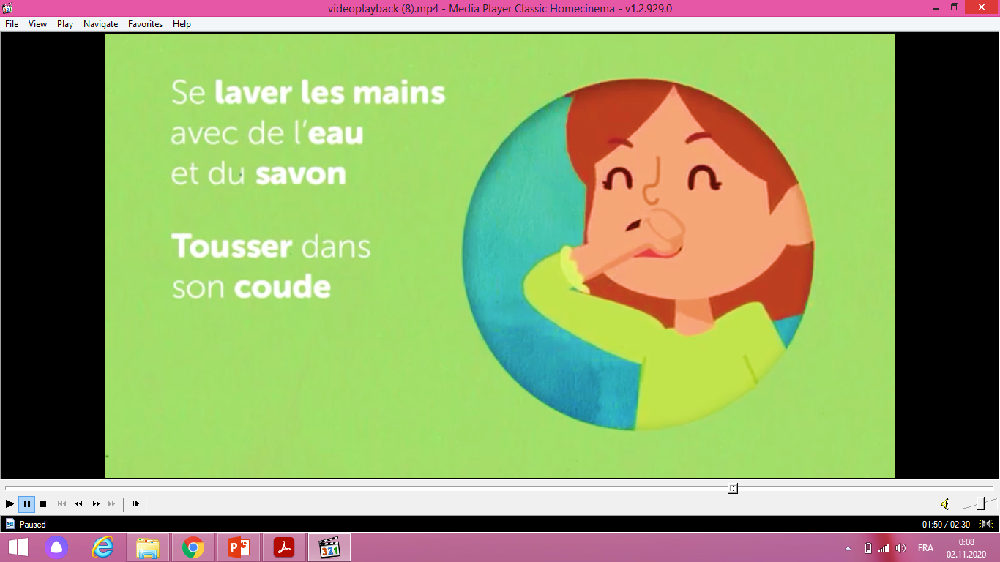 videoplayback (8).mp4 - Media Player Classic Homecinema - v1.2.929.0
File View Play Navigate Favorites Help
Se laver les mains
avec de l'eau
et du savon
Tousser dans
son coude
Paused
01:50 / 02:30
321
FRA
0:08
02.11.2020